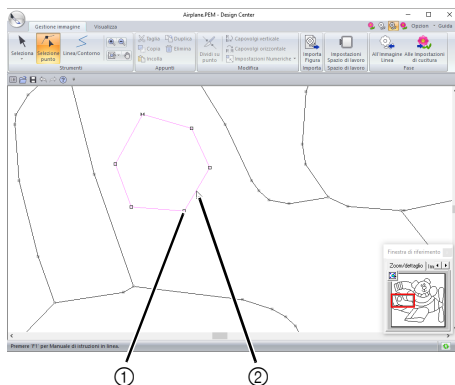 Airplane.PEM - Design Center
Gestione immagine Visualizza Opzioni Guida
Seleziona
Selezione punto
Linea/Contorno
Strumenti
Taglia Duplica
Copia Elimina
Incolla
Appunti
Dividi su punto
Capovolgi verticale
Capovolgi orizzontale
Impostazioni Numeriche
Modifica
Importa Figura
Importa
Impostazioni Spazio di lavoro
Spazio di lavoro
All'Immagine Linea
Alle Impostazioni di cucitura
Fase
Finestra di riferimento
Zoom/dettaglio
Premere 'F1' per Manuale di istruzioni in linea.
① ②